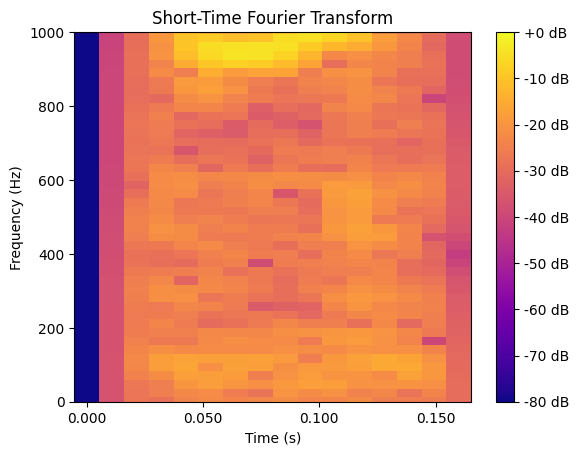 Short-Time Fourier Transform
1000
800
600
400
200
0
Frequency (Hz)
0.000
0.050
0.100
0.150
Time (s)
+0 dB
-10 dB
-20 dB
-30 dB
-40 dB
-50 dB
-60 dB
-70 dB
-80 dB